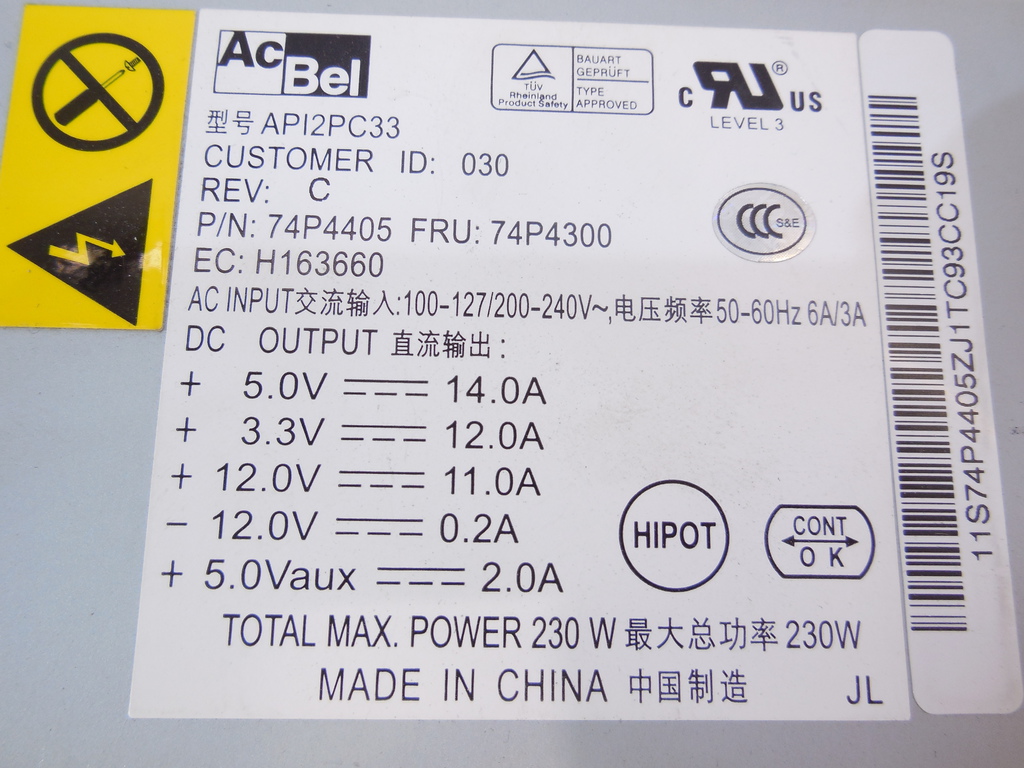 AcBel
TÜV
Rheinland
Product Safety
BAUART
GEPRÜFT
TYPE
APPROVED
C RU ® US
LEVEL 3
型号 API2PC33
CUSTOMER ID: 030
REV: C
P/N: 74P4405 FRU: 74P4300
CCC S&E
EC: H163660
AC INPUT交流输入:100-127/200-240V~,电压频率50-60Hz 6A/3A
DC OUTPUT 直流输出:
+ 5.0V 14.0A
+ 3.3V 12.0A
+ 12.0V 11.0A
- 12.0V 0.2A
+ 5.0Vaux 2.0A
HIPOT
CONT
OK
TOTAL MAX. POWER 230 W 最大总功率 230W
MADE IN CHINA 中国制造 JL
11S74P4405ZJ1TC93CC19S